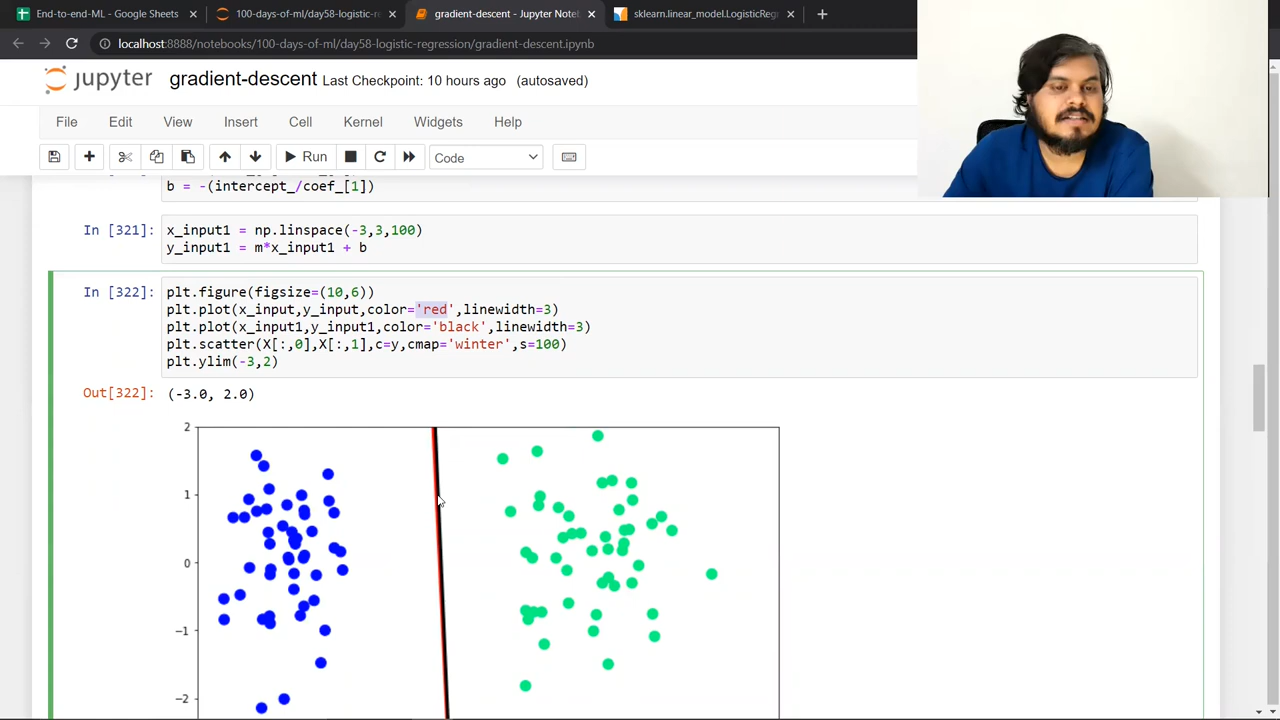 End-to-end-ML - Google Sheets
100-days-of-ml/day58-logistic-re
gradient-descent - Jupyter Note
sklearn.linear_model.LogisticRegr
localhost:8888/notebooks/100-days-of-ml/day58-logistic-regression/gradient-descent.ipynb
jupyter gradient-descent Last Checkpoint: 10 hours ago (autosaved)
File Edit View Insert Cell Kernel Widgets Help
Run Code
b = -(intercept_/coef_[1])
In [321]: x_input1 = np.linspace(-3,3,100)
y_input1 = m*x_input1 + b
In [322]: plt.figure(figsize=(10,6))
plt.plot(x_input,y_input,color='red',linewidth=3)
plt.plot(x_input1,y_input1,color='black',linewidth=3)
plt.scatter(X[:,0],X[:,1],c=y,cmap='winter',s=100)
plt.ylim(-3,2)
Out[322]: (-3.0, 2.0)
2
1
0
−1
−2